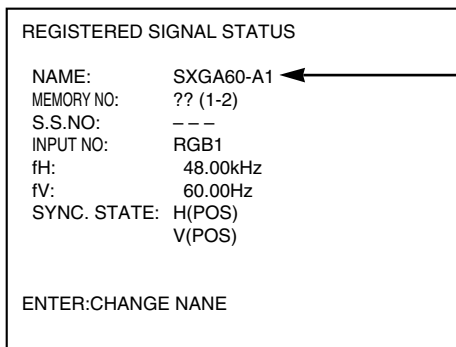 REGISTERED SIGNAL STATUS
NAME: SXGA60-A1
MEMORY NO: ?? (1-2)
S.S.NO: – – –
INPUT NO: RGB1
fH: 48.00kHz
fV: 60.00Hz
SYNC. STATE: H(POS)
V(POS)
ENTER:CHANGE NANE